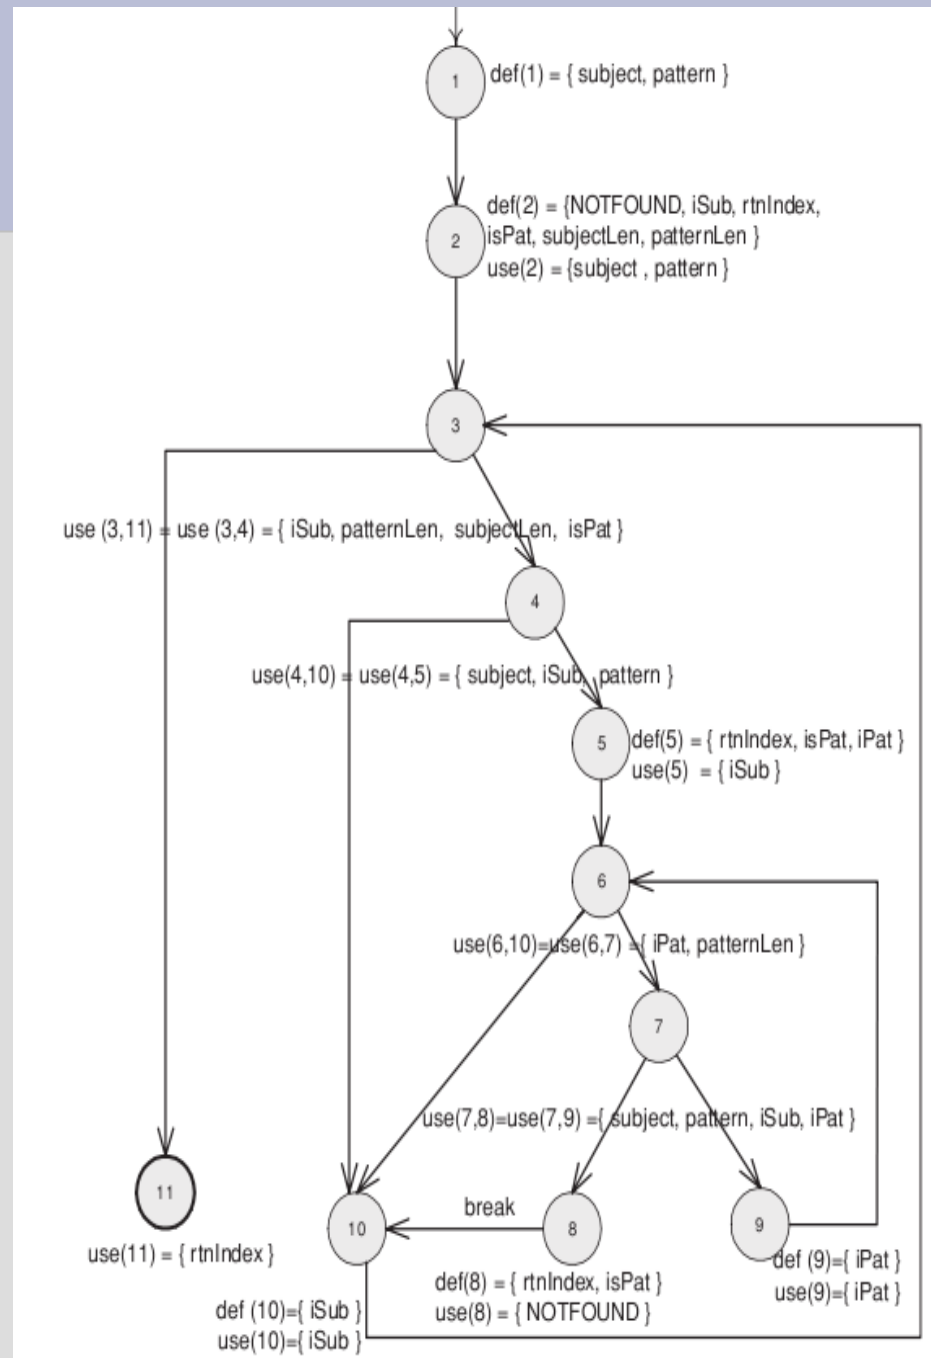 1
def(1) = { subject, pattern }
def(2) = {NOTFOUND, iSub, rtnIndex,
2
isPat, subjectLen, patternLen }
use(2) = {subject , pattern }
3
use (3,11) = use (3,4) = { iSub, patternLen, subjectLen, isPat }
4
use(4,10) = use(4,5) = { subject, iSub, pattern }
5
def(5) = { rtnIndex, isPat, iPat }
use(5) = { iSub }
6
use(6,10)=use(6,7) ={ iPat, patternLen }
7
use(7,8)=use(7,9) ={ subject, pattern, iSub, iPat }
11
use(11) = { rtnIndex }
10
break
8
9
def (9)={ iPat }
use(9)={ iPat }
def(8) = { rtnIndex, isPat }
use(8) = { NOTFOUND }
def (10)={ iSub }
use(10)={ iSub }